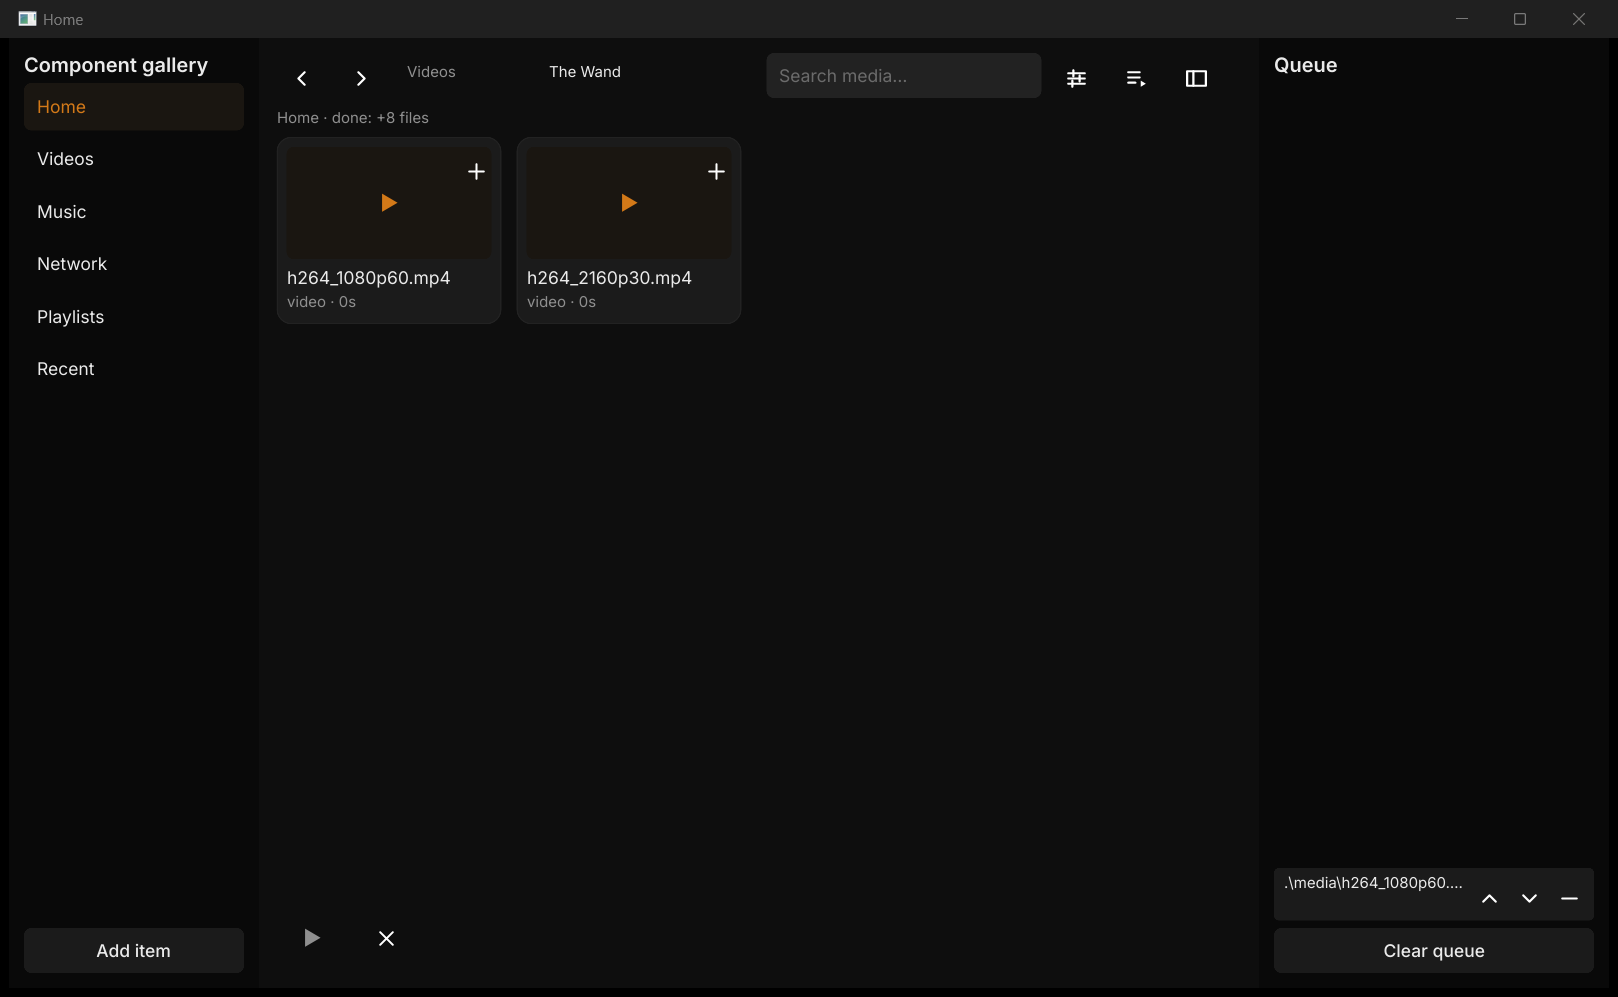 Home
Component gallery
Home
Videos
Music
Network
Playlists
Recent
Add item
Videos
The Wand
Search media...
Home · done: +8 files
h264_1080p60.mp4
video · 0s
h264_2160p30.mp4
video · 0s
Queue
.\media\h264_1080p60....
Clear queue